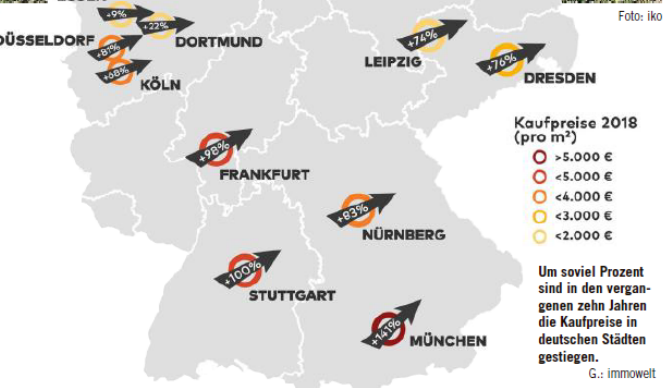 +9%
+22%
DORTMUND
DÜSSELDORF
+81%
+68%
KÖLN
+74%
LEIPZIG
+76%
DRESDEN
Foto: iko
Kaufpreise 2018
(pro m²)
>5.000 €
<5.000 €
<4.000 €
<3.000 €
<2.000 €
+98%
FRANKFURT
+83%
NÜRNBERG
+100%
STUTTGART
+141%
MÜNCHEN
Um soviel Prozent
sind in den vergan-
genen zehn Jahren
die Kaufpreise in
deutschen Städten
gestiegen.
G.: immowelt